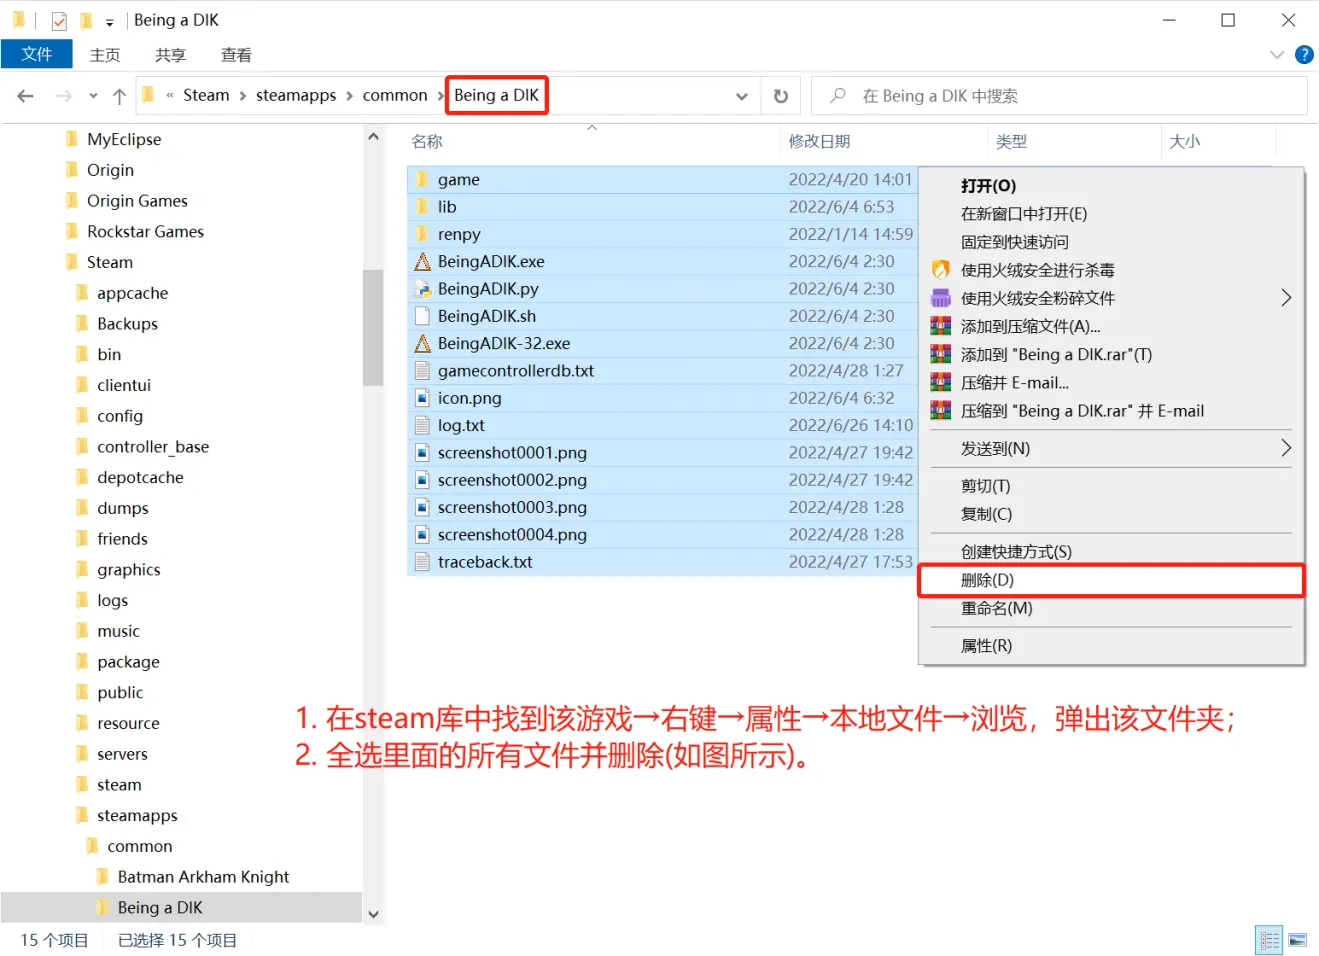 Being a DIK
文件 主页 共享 查看
« Steam › steamapps › common › Being a DIK
在 Being a DIK 中搜索
MyEclipse
Origin
Origin Games
Rockstar Games
Steam
appcache
Backups
bin
clientui
config
controller_base
depotcache
dumps
friends
graphics
logs
music
package
public
resource
servers
steam
steamapps
common
Batman Arkham Knight
Being a DIK
名称 修改日期 类型 大小
game 2022/4/20 14:01
lib 2022/6/4 6:53
renpy 2022/1/14 14:59
BeingADIK.exe 2022/6/4 2:30
BeingADIK.py 2022/6/4 2:30
BeingADIK.sh 2022/6/4 2:30
BeingADIK-32.exe 2022/6/4 2:30
gamecontrollerdb.txt 2022/4/28 1:27
icon.png 2022/6/4 6:32
log.txt 2022/6/26 14:10
screenshot0001.png 2022/4/27 19:42
screenshot0002.png 2022/4/27 19:42
screenshot0003.png 2022/4/28 1:28
screenshot0004.png 2022/4/28 1:28
traceback.txt 2022/4/27 17:53
打开(O)
在新窗口中打开(E)
固定到快速访问
使用火绒安全进行杀毒
使用火绒安全粉碎文件
添加到压缩文件(A)...
添加到 "Being a DIK.rar"(T)
压缩并 E-mail...
压缩到 "Being a DIK.rar" 并 E-mail
发送到(N)
剪切(T)
复制(C)
创建快捷方式(S)
删除(D)
重命名(M)
属性(R)
1. 在steam库中找到该游戏→右键→属性→本地文件→浏览，弹出该文件夹；
2. 全选里面的所有文件并删除(如图所示)。
15 个项目 已选择 15 个项目